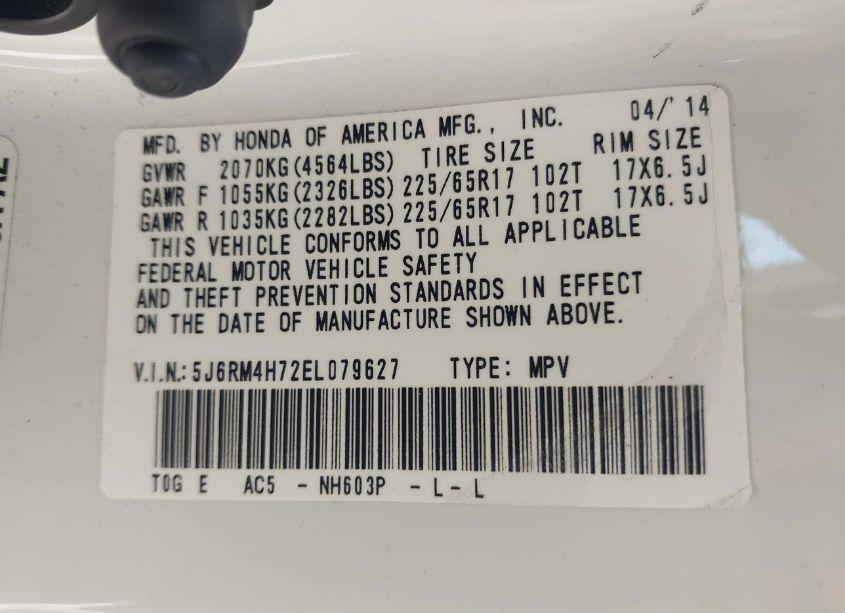 MFD. BY HONDA OF AMERICA MFG., INC. 04/'14
GVWR 2070KG(4564LBS) TIRE SIZE RIM SIZE
GAWR F 1055KG(2326LBS) 225/65R17 102T 17X6.5J
GAWR R 1035KG(2282LBS) 225/65R17 102T 17X6.5J
THIS VEHICLE CONFORMS TO ALL APPLICABLE
FEDERAL MOTOR VEHICLE SAFETY
AND THEFT PREVENTION STANDARDS IN EFFECT
ON THE DATE OF MANUFACTURE SHOWN ABOVE.
V.I.N.: 5J6RM4H72EL079627 TYPE: MPV
T0G E AC5 - NH603P - L - L